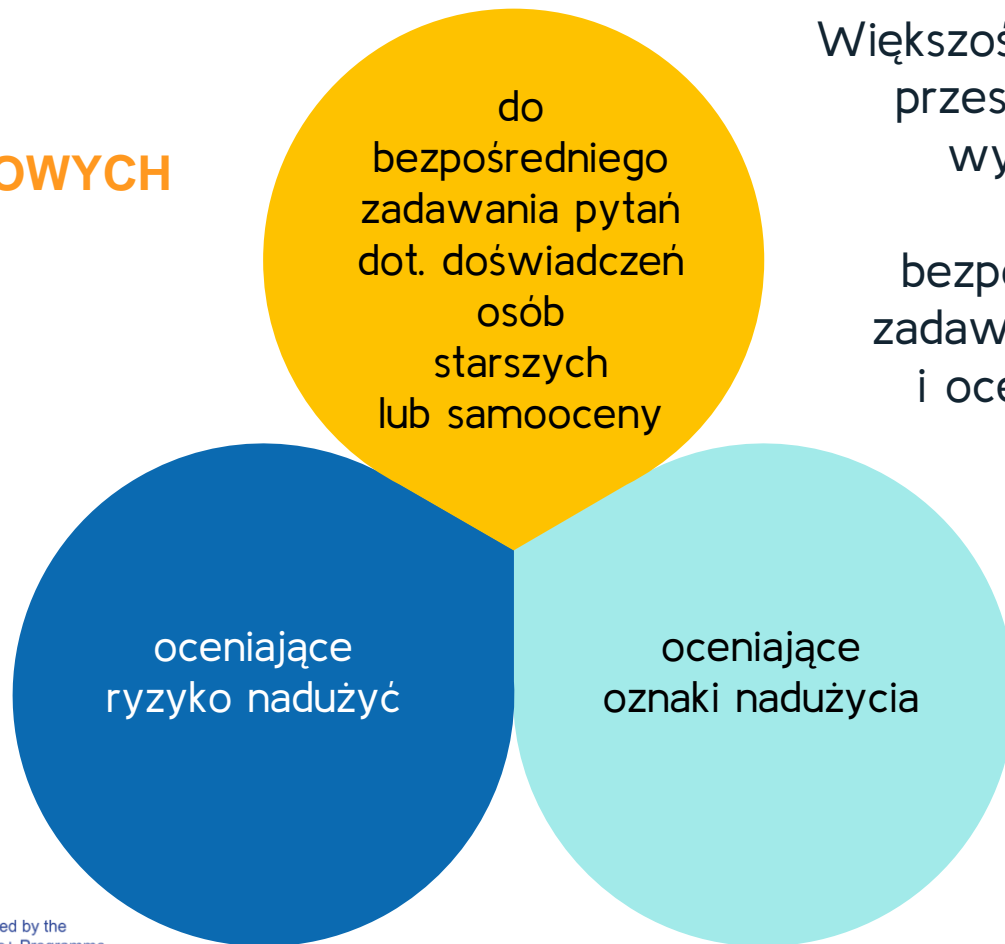 OWYCH
do
bezpośredniego
zadawania pytań
dot. doświadczeń
osób
starszych
lub samooceny
Większoś
przes
wy
bezpo
zadaw
i oce
oceniające
ryzyko nadużyć
oceniające
oznaki nadużycia
ed by the
+ Programme